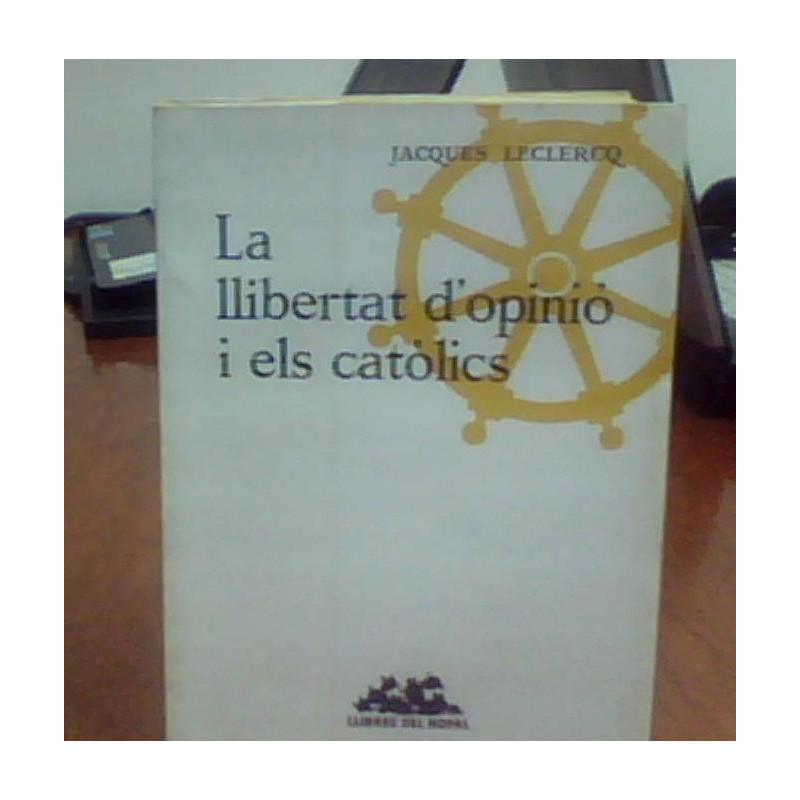 JACQUES LECLERCQ
La
llibertat d'opinió
i els catòlics
LLIBRES DEL NOPAL